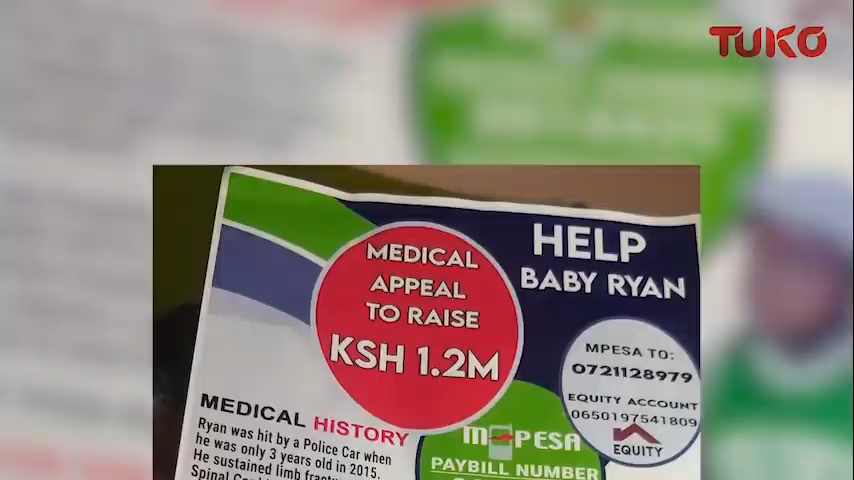 TUKO
MEDICAL
APPEAL
TO RAISE
KSH 1.2M
HELP
BABY RYAN
MPESA TO:
0721128979
EQUITY ACCOUNT
0650197541809
EQUITY
MEDICAL HISTORY
Ryan was hit by a Police Car when
he was only 3 years old in 2015.
He sustained limb
Spinal
M-PESA
PAYBILL NUMBER